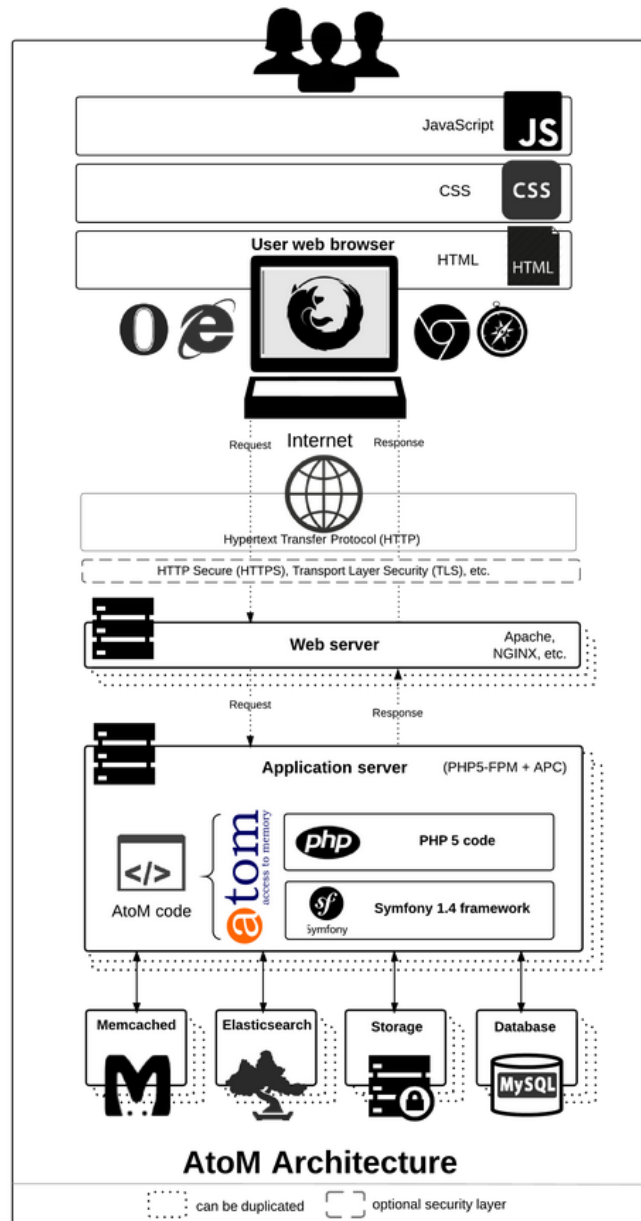 JavaScript
JS
CSS
CSS
User web browser
HTML
HTML
Request
Internet
Response
Hypertext Transfer Protocol (HTTP)
HTTP Secure (HTTPS), Transport Layer Security (TLS), etc.
Web server
Apache,
NGINX, etc.
Request
Response
Application server
(PHP5-FPM + APC)
</>
AtoM code
atom
access to memory
php
PHP 5 code
sf
Symfony
Symfony 1.4 framework
Memcached
Elasticsearch
Storage
Database
MySQL
AtoM Architecture
can be duplicated
optional security layer